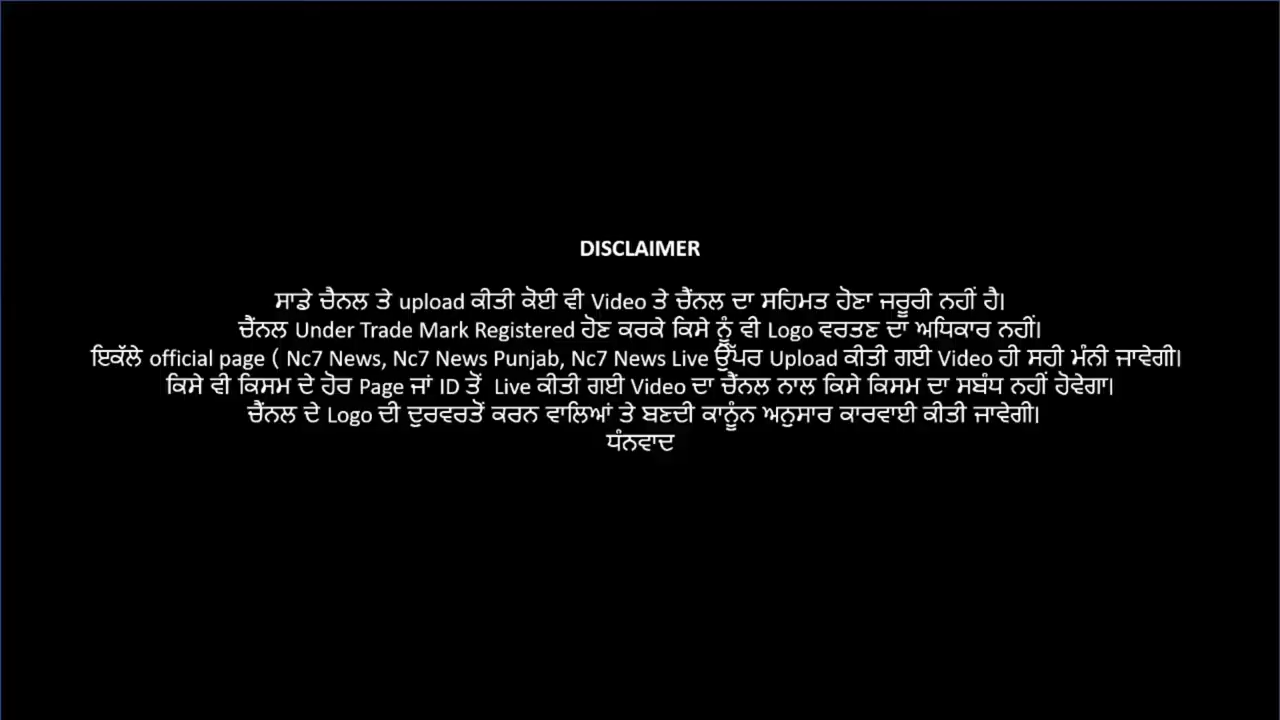 DISCLAIMER
ਸਾਡੇ ਚੈਨਲ ਤੇ upload ਕੀਤੀ ਕੋਈ ਵੀ Video ਤੇ ਚੈਂਨਲ ਦਾ ਸਹਿਮਤ ਹੋਣਾ ਜਰੂਰੀ ਨਹੀਂ ਹੈ।
ਚੈਂਨਲ Under Trade Mark Registered ਹੋਣ ਕਰਕੇ ਕਿਸੇ ਨੂੰ ਵੀ Logo ਵਰਤਣ ਦਾ ਅਧਿਕਾਰ ਨਹੀਂ।
ਇਕੱਲੇ official page ( Nc7 News, Nc7 News Punjab, Nc7 News Live ਉੱਪਰ Upload ਕੀਤੀ ਗਈ Video ਹੀ ਸਹੀ ਮੰਨੀ ਜਾਵੇਗੀ।
ਕਿਸੇ ਵੀ ਕਿਸਮ ਦੇ ਹੋਰ Page ਜਾਂ ID ਤੋਂ Live ਕੀਤੀ ਗਈ Video ਦਾ ਚੈਂਨਲ ਨਾਲ ਕਿਸੇ ਕਿਸਮ ਦਾ ਸਬੰਧ ਨਹੀਂ ਹੋਵੇਗਾ।
ਚੈਂਨਲ ਦੇ Logo ਦੀ ਦੁਰਵਰਤੋਂ ਕਰਨ ਵਾਲਿਆਂ ਤੇ ਬਣਦੀ ਕਾਨੂੰਨ ਅਨੁਸਾਰ ਕਾਰਵਾਈ ਕੀਤੀ ਜਾਵੇਗੀ।
ਧੰਨਵਾਦ